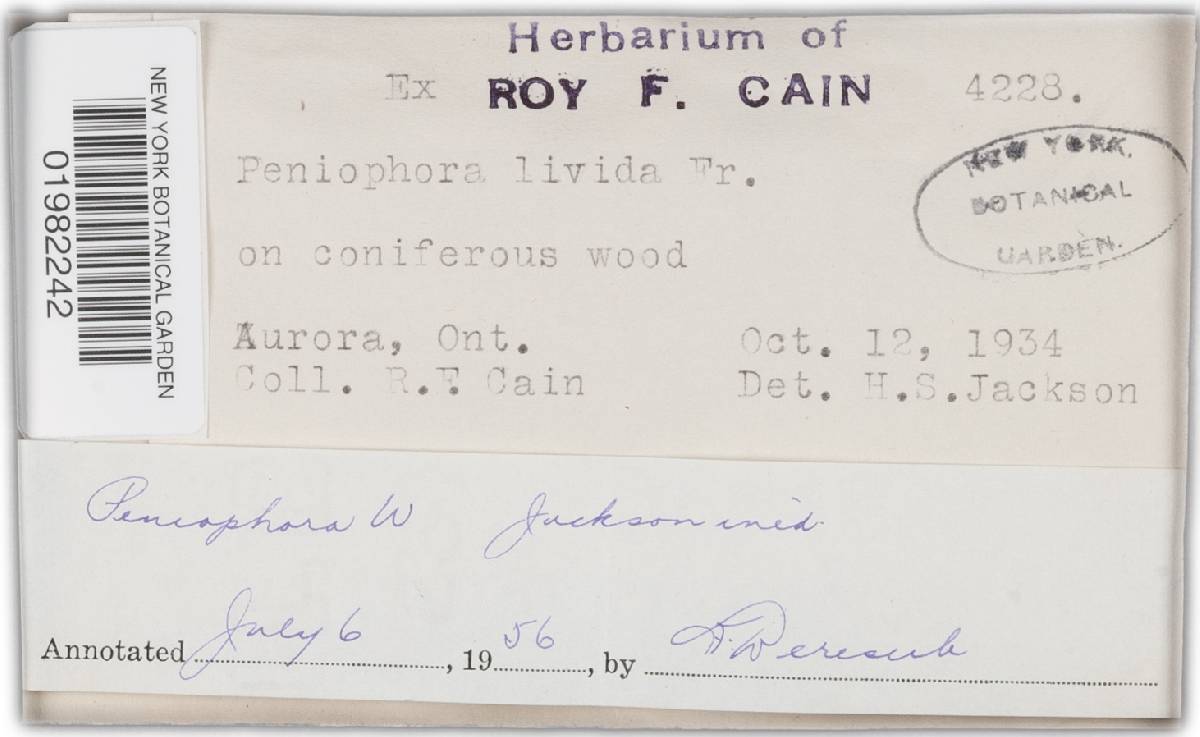 Herbarium of
Ex ROY F. CAIN 4228.
Peniophora livida Fr.
on coniferous wood
Aurora, Ont. Oct. 12, 1934
Coll. R.F. Cain Det. H.S.Jackson
NEW YORK
BOTANICAL
GARDEN.
NEW YORK BOTANICAL GARDEN
01982242
Peniophora W Jackson ined.
Annotated July 6, 1956, by